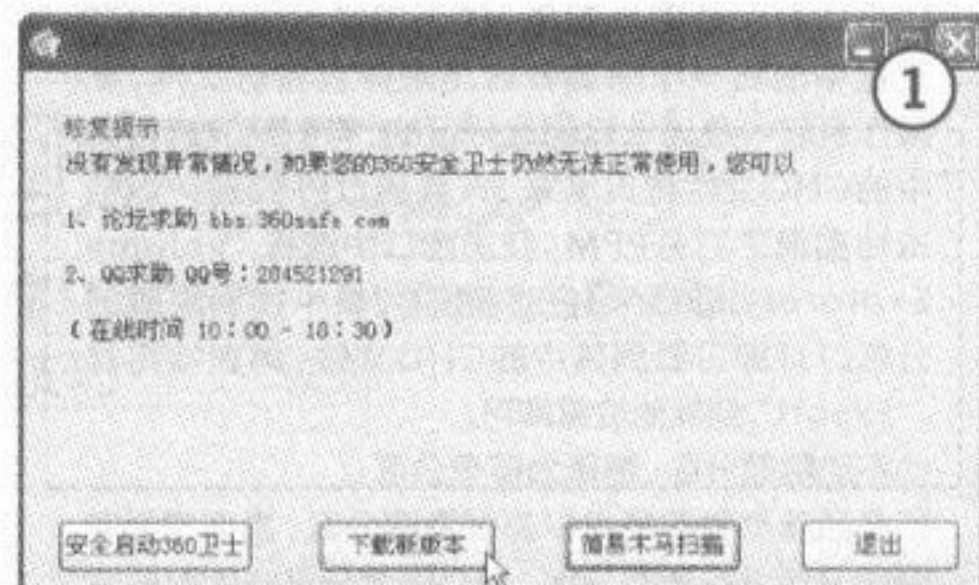 ①
修复提示
没有发现异常情况，如果您的360安全卫士仍然无法正常使用，您可以
1、论坛求助 bbs.360safe.com
2、QQ求助 QQ号：284521291
（在线时间 10：00 - 18：30）
安全启动360卫士
下载新版本
简易木马扫描
退出